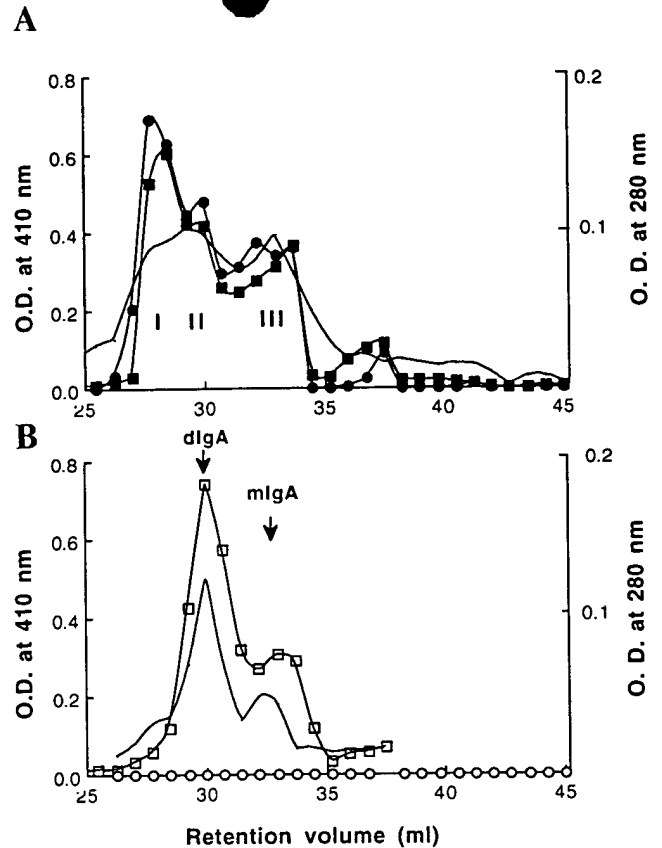 A
0.8
0.6
0.4
0.2
0.0
O.D. at 410 nm
0.2
0.1
O. D. at 280 nm
I
II
III
25
30
35
40
45
B
dIgA
mIgA
0.8
0.6
0.4
0.2
0.0
O.D. at 410 nm
0.2
0.1
O. D. at 280 nm
25
30
35
40
45
Retention volume (ml)